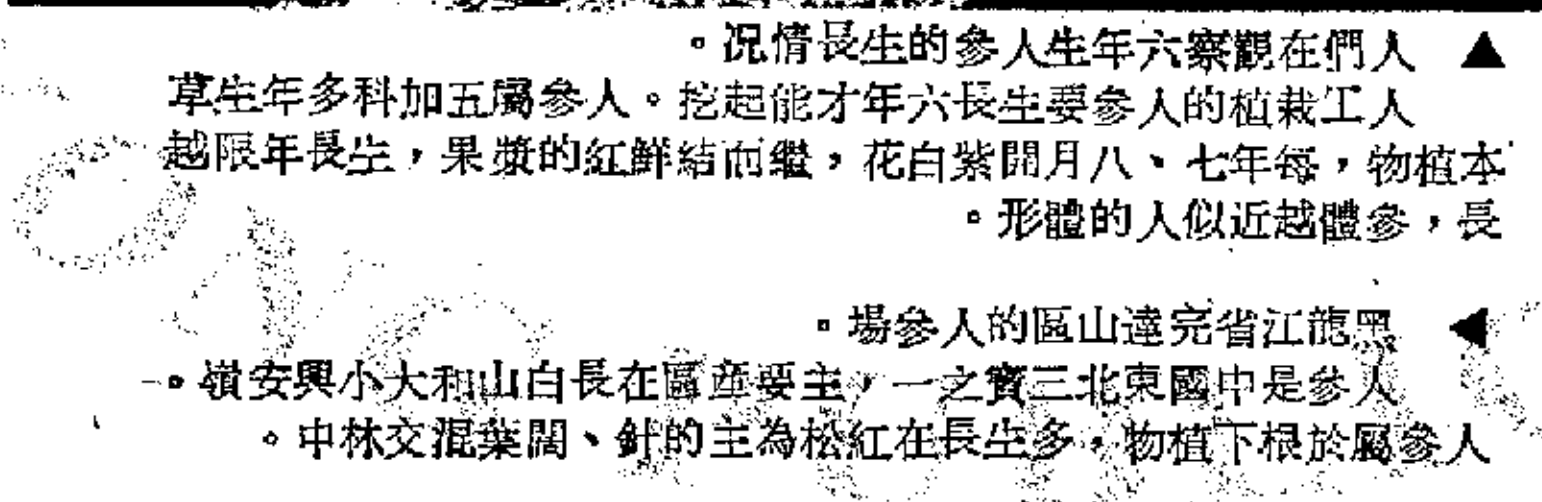 ▲ 人們在觀察六年生人參的生長情況。
人工栽植的人參要生長六年才能起挖。人參屬五加科多年生草
本植物，每年七、八月開紫白花，繼而結鮮紅的漿果，生長年限越
長，參體越近似人的體形。
◀ 黑龍江省完達山區的人參場。
人參是中國東北三寶之一，主要產區在長白山和大小興安嶺。
人參屬於根下植物，多生長在紅松為主的針、闊葉混交林中。